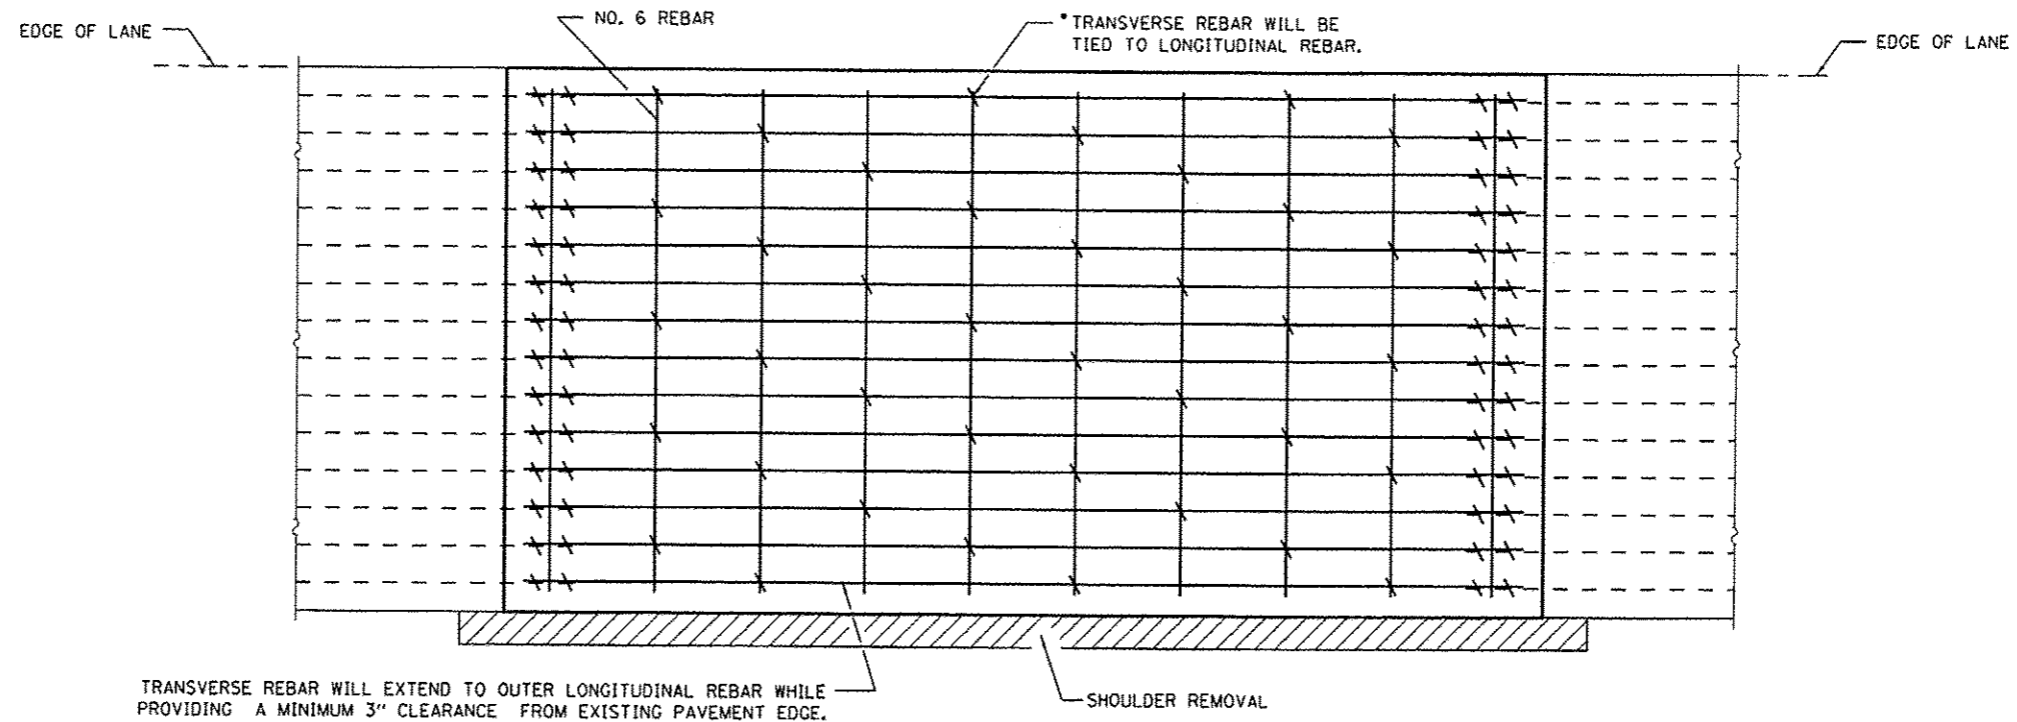 EDGE OF LANE
NO. 6 REBAR
*TRANSVERSE REBAR WILL BE
TIED TO LONGITUDINAL REBAR.
EDGE OF LANE
TRANSVERSE REBAR WILL EXTEND TO OUTER LONGITUDINAL REBAR WHILE
PROVIDING A MINIMUM 3" CLEARANCE FROM EXISTING PAVEMENT EDGE.
SHOULDER REMOVAL